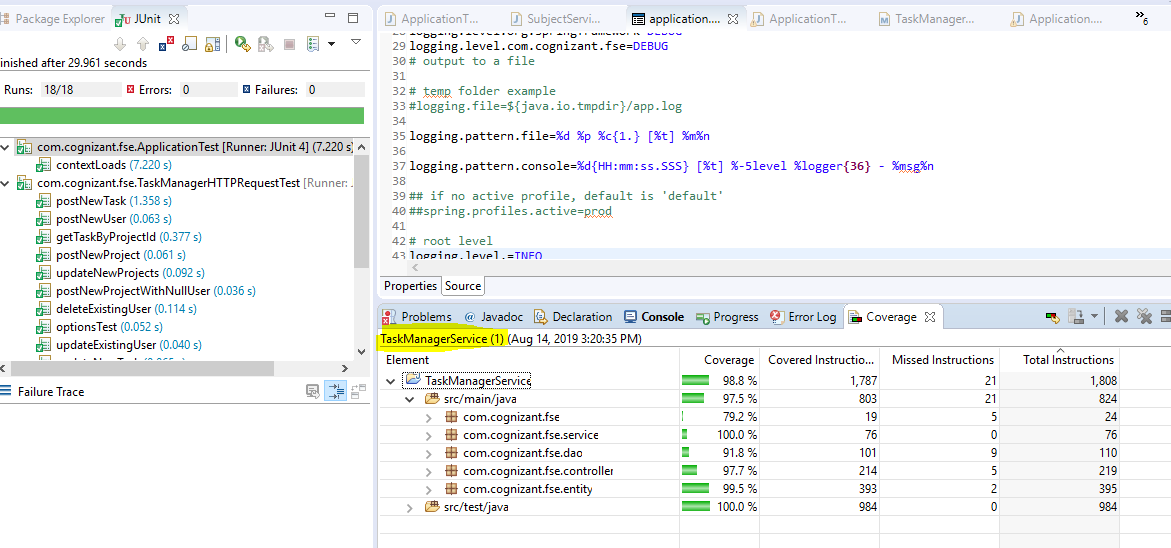 Package Explorer
JUnit
inished after 29.961 seconds
Runs: 18/18
Errors: 0
Failures: 0
com.cognizant.fse.ApplicationTest [Runner: JUnit 4] (7.220 s)
contextLoads (7.220 s)
com.cognizant.fse.TaskManagerHTTPRequestTest [Runner:
postNewTask (1.358 s)
postNewUser (0.063 s)
getTaskByProjectId (0.377 s)
postNewProject (0.061 s)
updateNewProjects (0.092 s)
postNewProjectWithNullUser (0.036 s)
deleteExistingUser (0.114 s)
optionsTest (0.052 s)
updateExistingUser (0.040 s)
Failure Trace
ApplicationT...
SubjectServi...
application....
ApplicationT...
TaskManager...
Application....
»6
28 logging.level.org.springframework=DEBUG
29 logging.level.com.cognizant.fse=DEBUG
30 # output to a file
31
32 # temp folder example
33 #logging.file=${java.io.tmpdir}/app.log
34
35 logging.pattern.file=%d %p %c{1.} [%t] %m%n
36
37 logging.pattern.console=%d{HH:mm:ss.SSS} [%t] %-5level %logger{36} - %msg%n
38
39 ## if no active profile, default is 'default'
40 ##spring.profiles.active=prod
41
42 # root level
43 logging.level.=INFO
Properties Source
Problems @ Javadoc Declaration Console Progress Error Log Coverage
TaskManagerService (1) (Aug 14, 2019 3:20:35 PM)
Element Coverage Covered Instructio... Missed Instructions Total Instructions
TaskManagerService 98.8 % 1,787 21 1,808
src/main/java 97.5 % 803 21 824
com.cognizant.fse 79.2 % 19 5 24
com.cognizant.fse.service 100.0 % 76 0 76
com.cognizant.fse.dao 91.8 % 101 9 110
com.cognizant.fse.controller 97.7 % 214 5 219
com.cognizant.fse.entity 99.5 % 393 2 395
src/test/java 100.0 % 984 0 984